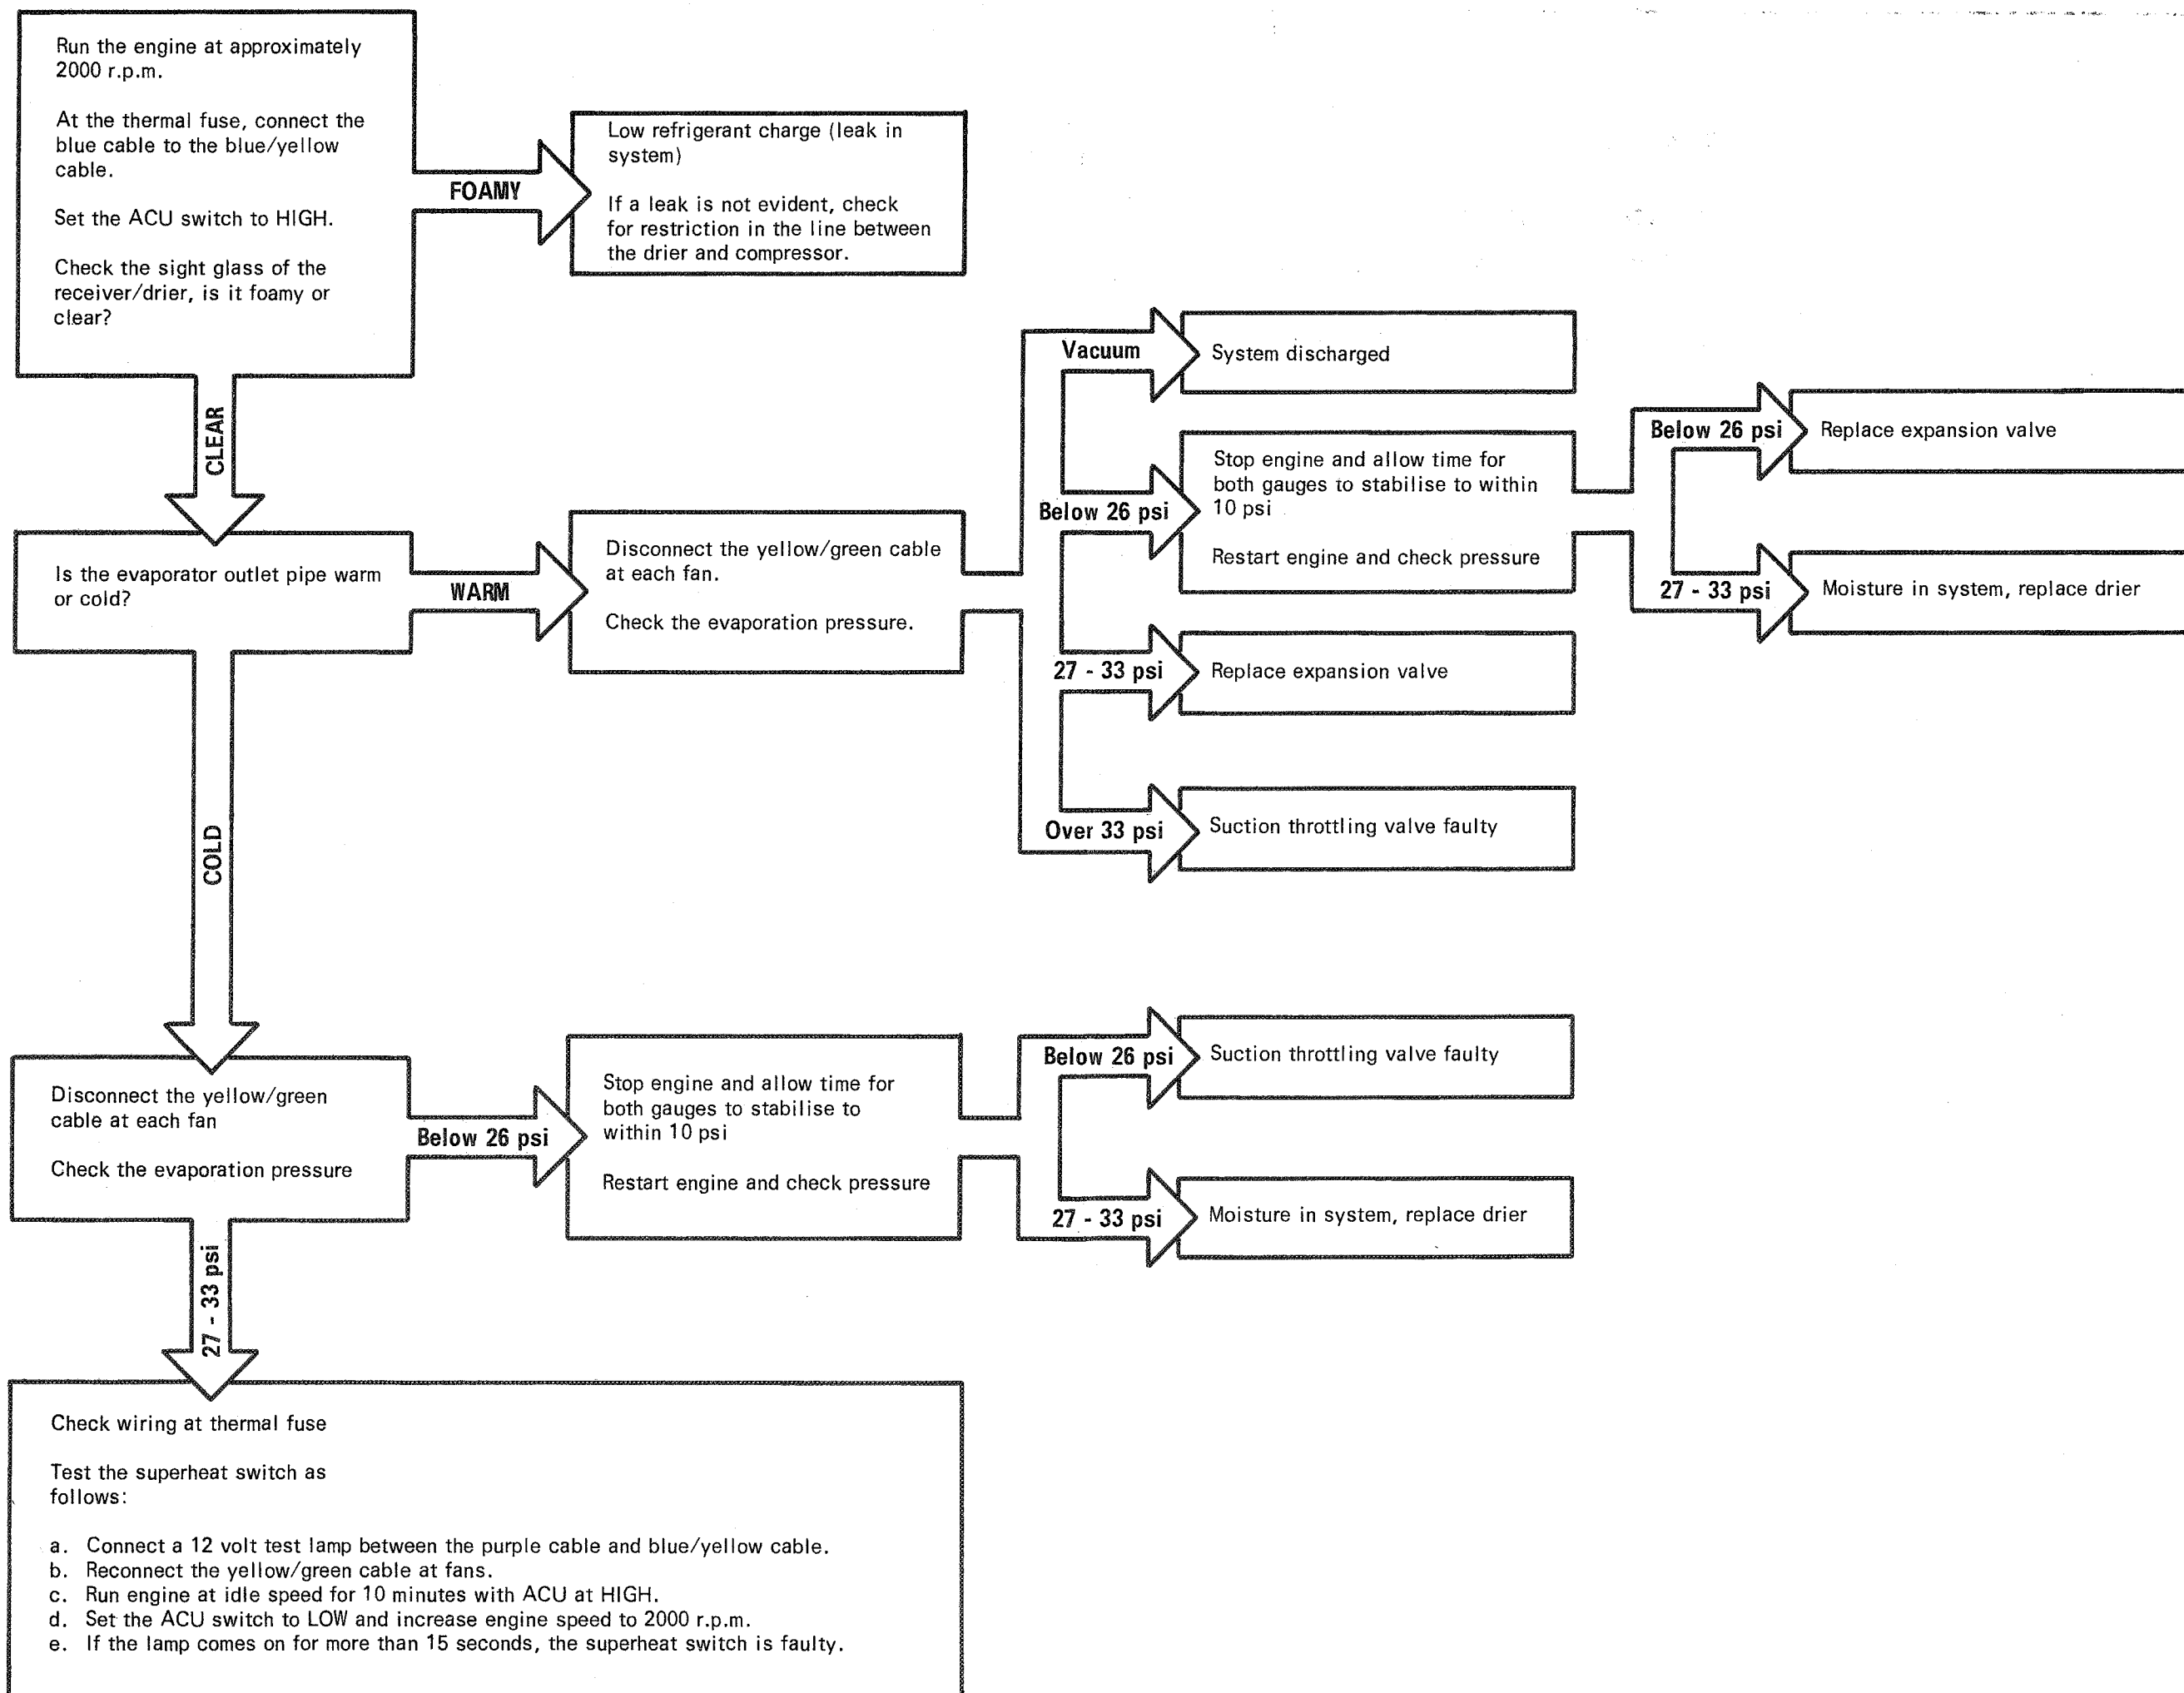 Run the engine at approximately
2000 r.p.m.
At the thermal fuse, connect the
blue cable to the blue/yellow
cable.
Set the ACU switch to HIGH.
Check the sight glass of the
receiver/drier, is it foamy or
clear?
FOAMY
Low refrigerant charge (leak in
system)
If a leak is not evident, check
for restriction in the line between
the drier and compressor.
CLEAR
Is the evaporator outlet pipe warm
or cold?
WARM
Disconnect the yellow/green cable
at each fan.
Check the evaporation pressure.
Vacuum
System discharged
Below 26 psi
Stop engine and allow time for
both gauges to stabilise to within
10 psi
Restart engine and check pressure
Below 26 psi
Replace expansion valve
27 - 33 psi
Moisture in system, replace drier
27 - 33 psi
Replace expansion valve
Over 33 psi
Suction throttling valve faulty
COLD
Disconnect the yellow/green
cable at each fan
Check the evaporation pressure
Below 26 psi
Stop engine and allow time for
both gauges to stabilise to
within 10 psi
Restart engine and check pressure
Below 26 psi
Suction throttling valve faulty
27 - 33 psi
Moisture in system, replace drier
27 - 33 psi
Check wiring at thermal fuse
Test the superheat switch as
follows:
a. Connect a 12 volt test lamp between the purple cable and blue/yellow cable.
b. Reconnect the yellow/green cable at fans.
c. Run engine at idle speed for 10 minutes with ACU at HIGH.
d. Set the ACU switch to LOW and increase engine speed to 2000 r.p.m.
e. If the lamp comes on for more than 15 seconds, the superheat switch is faulty.